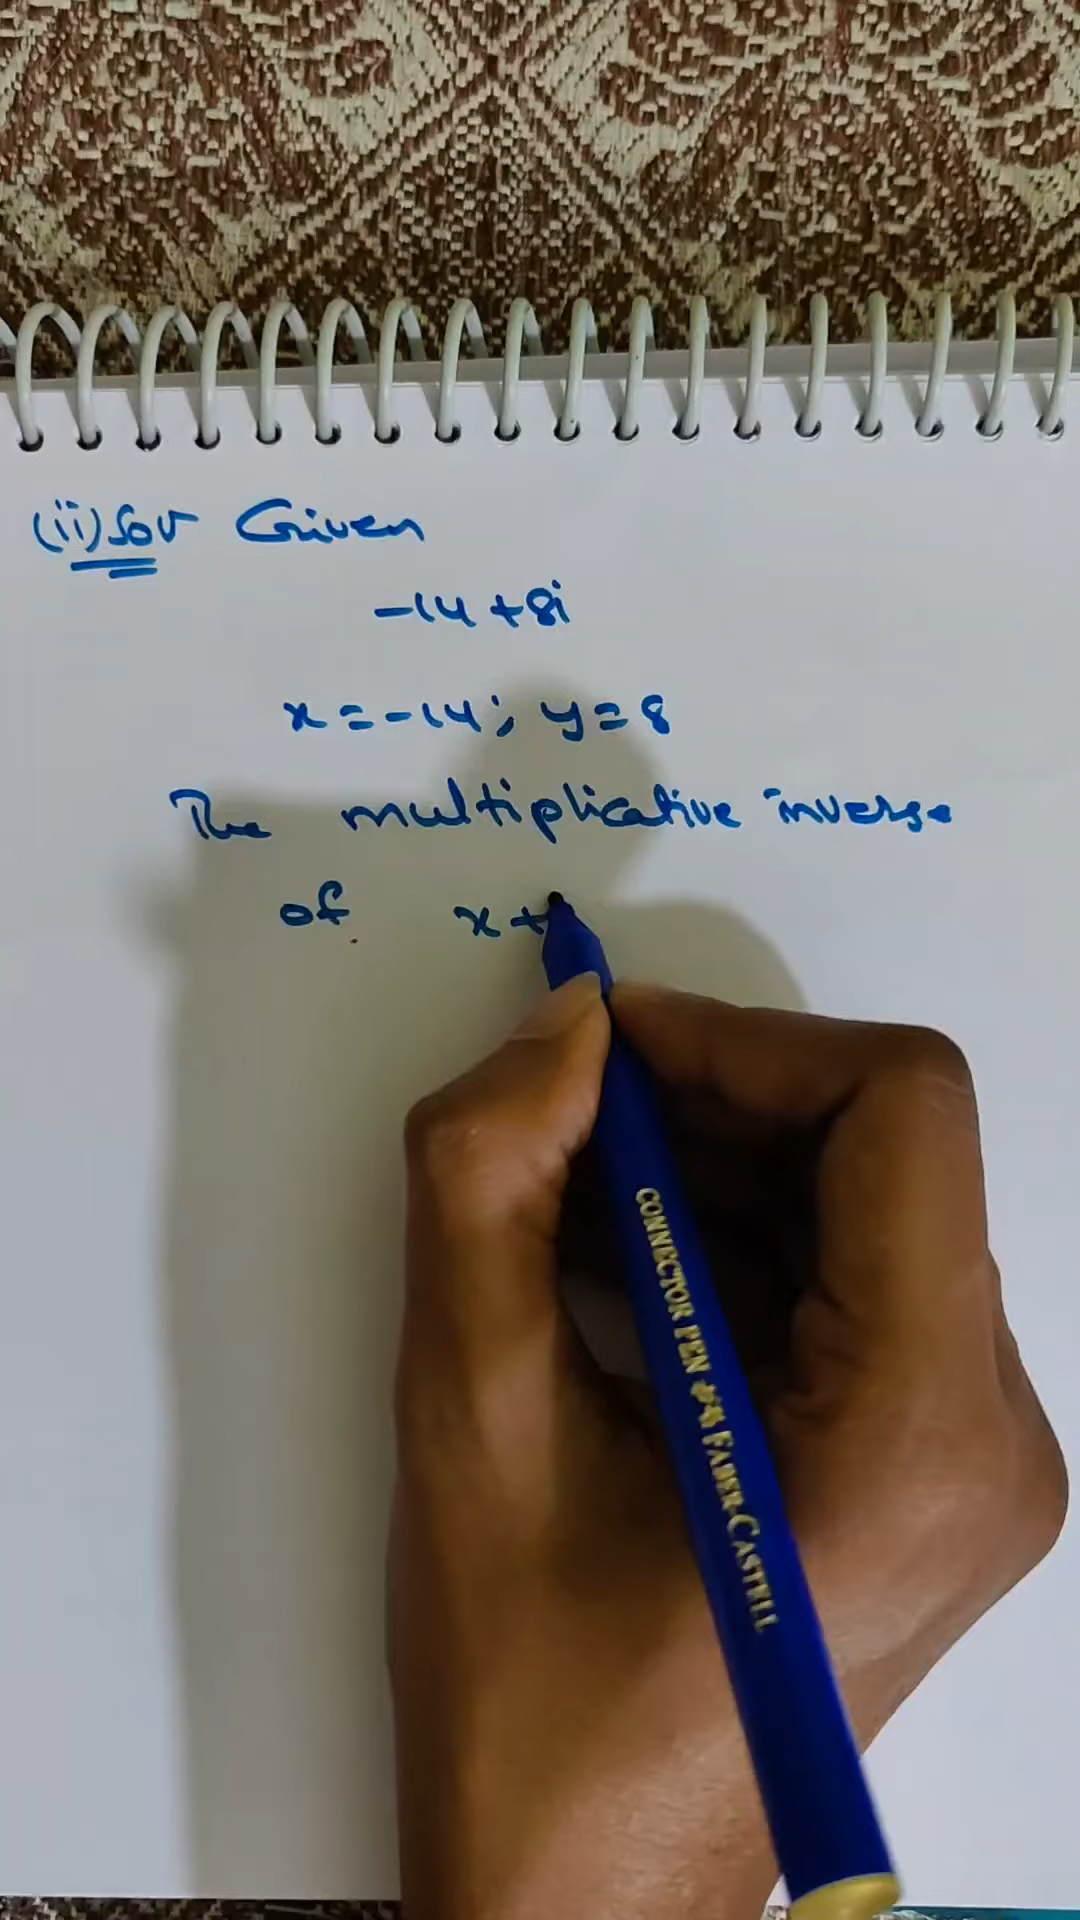 (ii) Sol Given
-14 + 8i
x = -14; y = 8
The multiplicative inverse
of x +
CONNECTOR PEN FABER-CASTELL